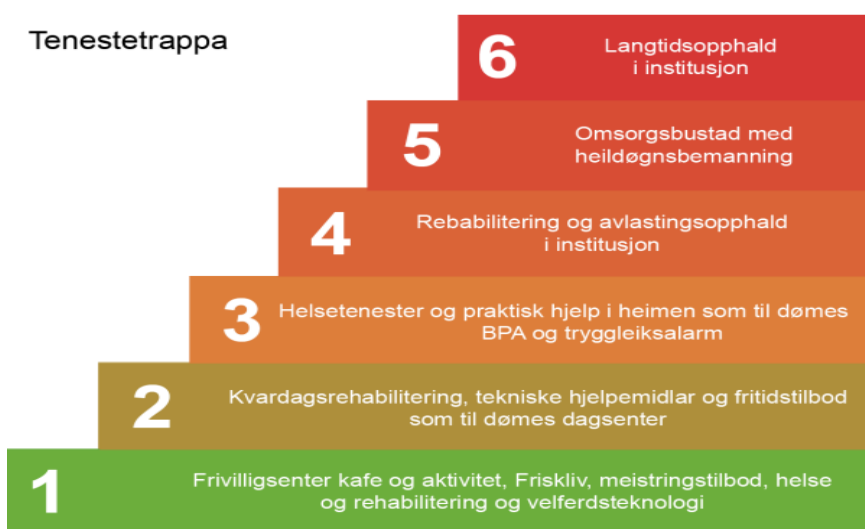 Tenestetrappa
6
Langtidsopphald
i institusjon
5
Omsorgsbustad med
heildøgnsbemanning
4
Rebabilitering og avlastingsopphald
i institusjon
3
Helsetenester og praktisk hjelp i heimen som til dømes
BPA og tryggleiksalarm
2
Kvardagsrehabilitering, tekniske hjelpemidlar og fritidstilbod
som til dømes dagsenter
1
Frivilligsenter kafe og aktivitet, Friskliv, meistringstilbod, helse
og rehabilitering og velferdsteknologi